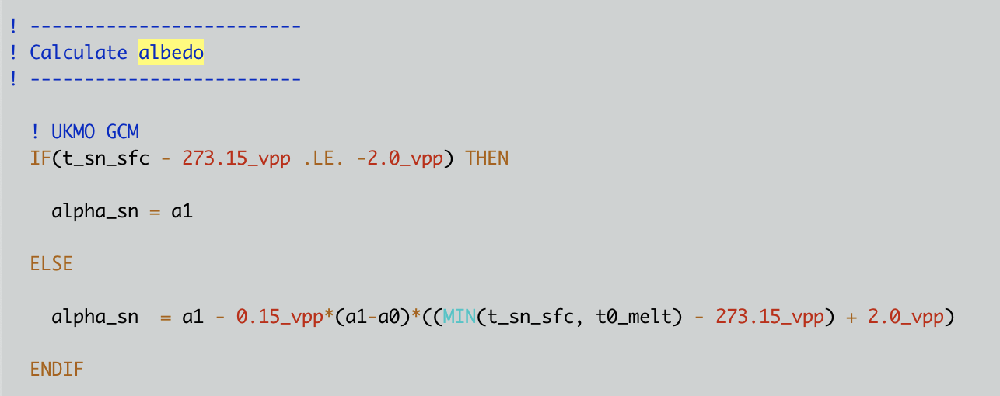 ! -------------------------
! Calculate albedo
! -------------------------
! UKMO GCM
IF(t_sn_sfc - 273.15_vpp .LE. -2.0_vpp) THEN
alpha_sn = a1
ELSE
alpha_sn  = a1 - 0.15_vpp*(a1-a0)*((MIN(t_sn_sfc, t0_melt) - 273.15_vpp) + 2.0_vpp)
ENDIF